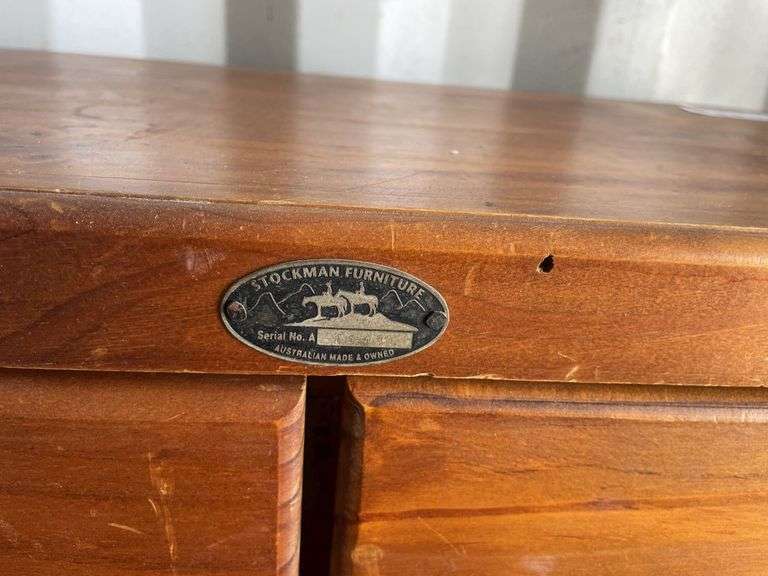 STOCKMAN FURNITURE
Serial No. A
AUSTRALIAN MADE & OWNED